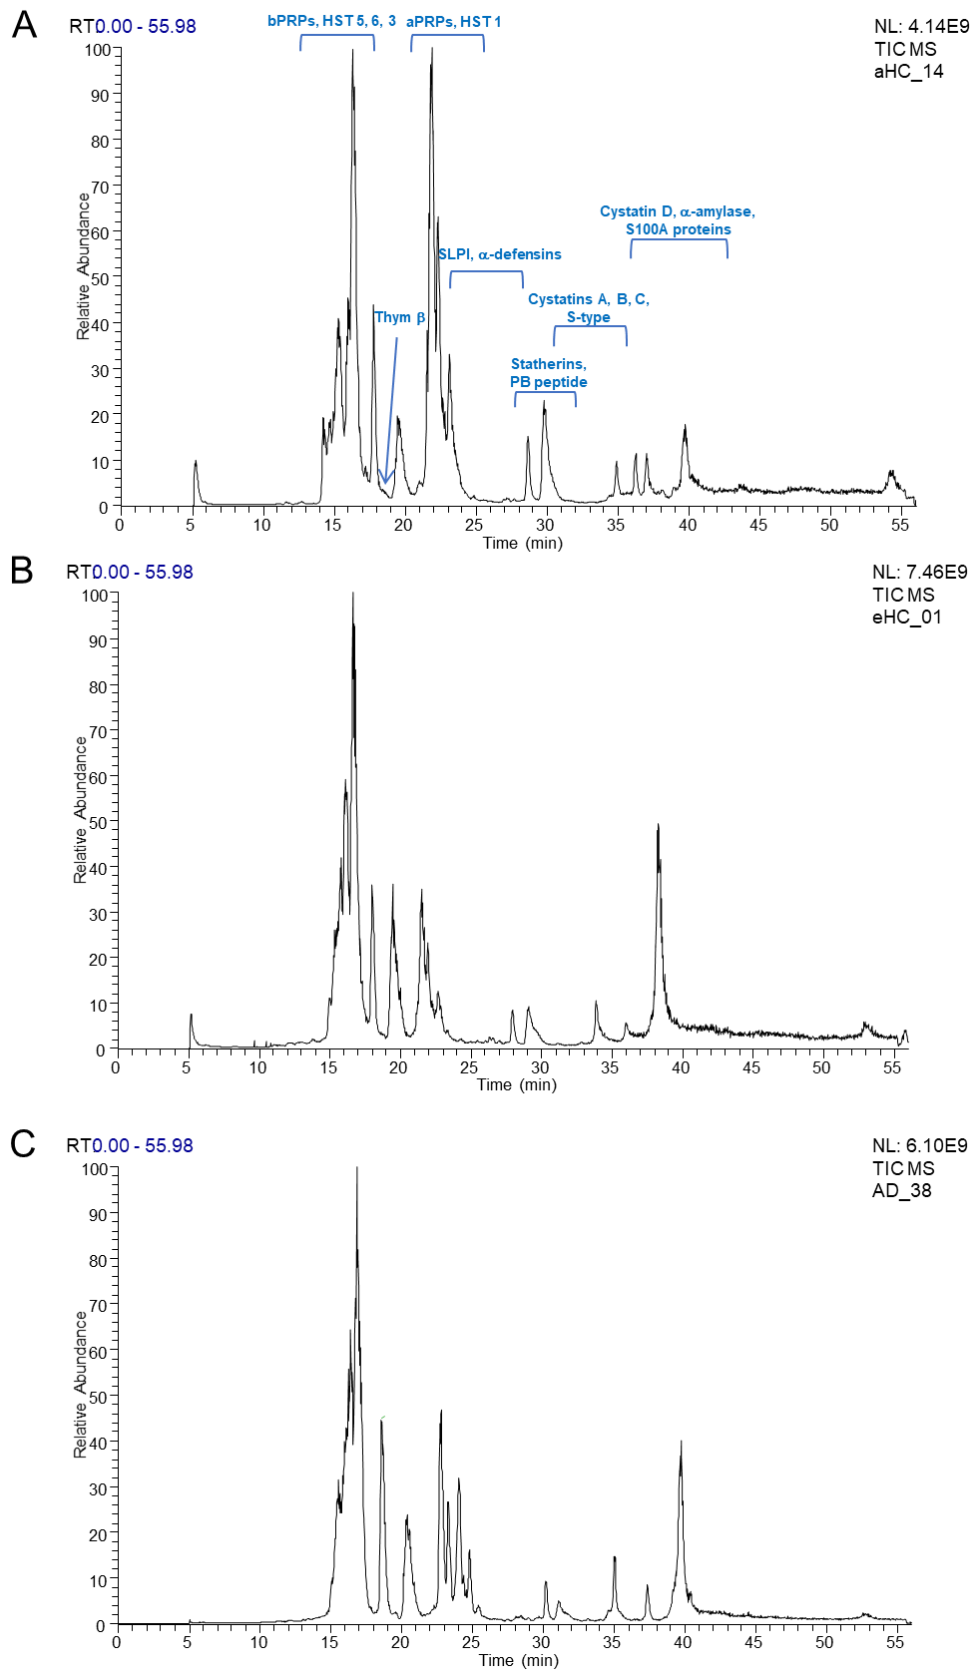 A
RT:0.00 - 55.98
bPRPs, HST 5, 6, 3
aPRPs, HST 1
NL: 4.14E9
TIC MS
aHC_14
Cystatin D, α-amylase,
S100A proteins
SLPI, α-defensins
Cystatins A, B, C,
S-type
Thym β
Statherins,
PB peptide
Relative Abundance
100
90
80
70
60
50
40
30
20
10
0
0 5 10 15 20 25 30 35 40 45 50 55
Time (min)
B
RT:0.00 - 55.98
NL: 7.46E9
TIC MS
eHC_01
Relative Abundance
100
90
80
70
60
50
40
30
20
10
0
0 5 10 15 20 25 30 35 40 45 50 55
Time (min)
C
RT:0.00 - 55.98
NL: 6.10E9
TIC MS
AD_38
Relative Abundance
100
90
80
70
60
50
40
30
20
10
0
0 5 10 15 20 25 30 35 40 45 50 55
Time (min)